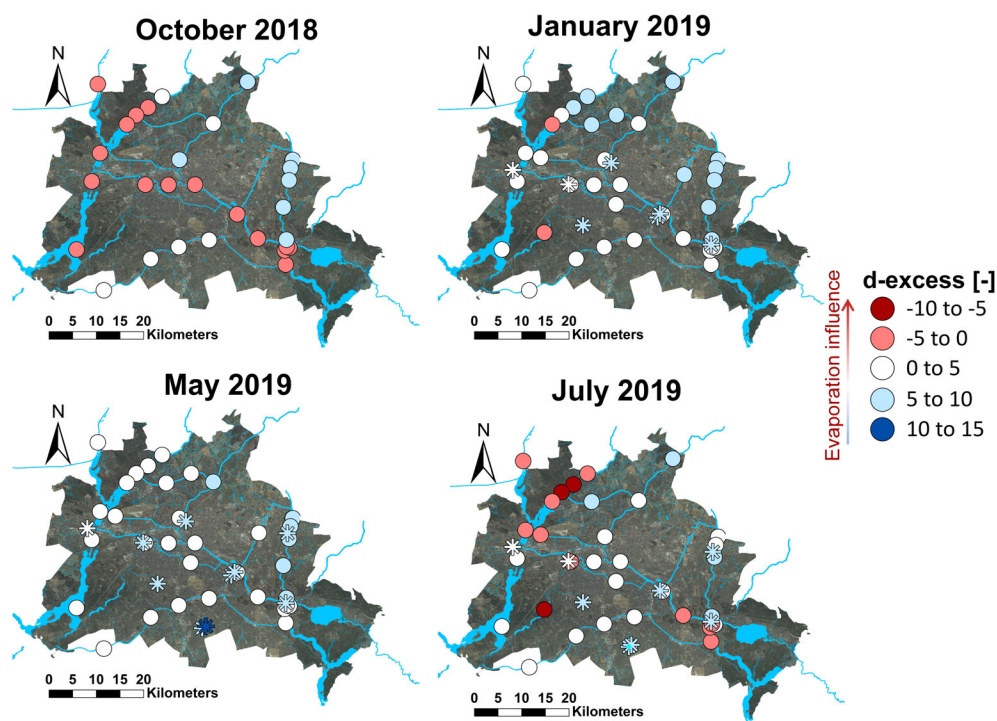 October 2018
N
0 5 10 15 20
Kilometers
January 2019
N
0 5 10 15 20
Kilometers
May 2019
N
0 5 10 15 20
Kilometers
July 2019
N
0 5 10 15 20
Kilometers
Evaporation influence
d-excess [-]
-10 to -5
-5 to 0
0 to 5
5 to 10
10 to 15